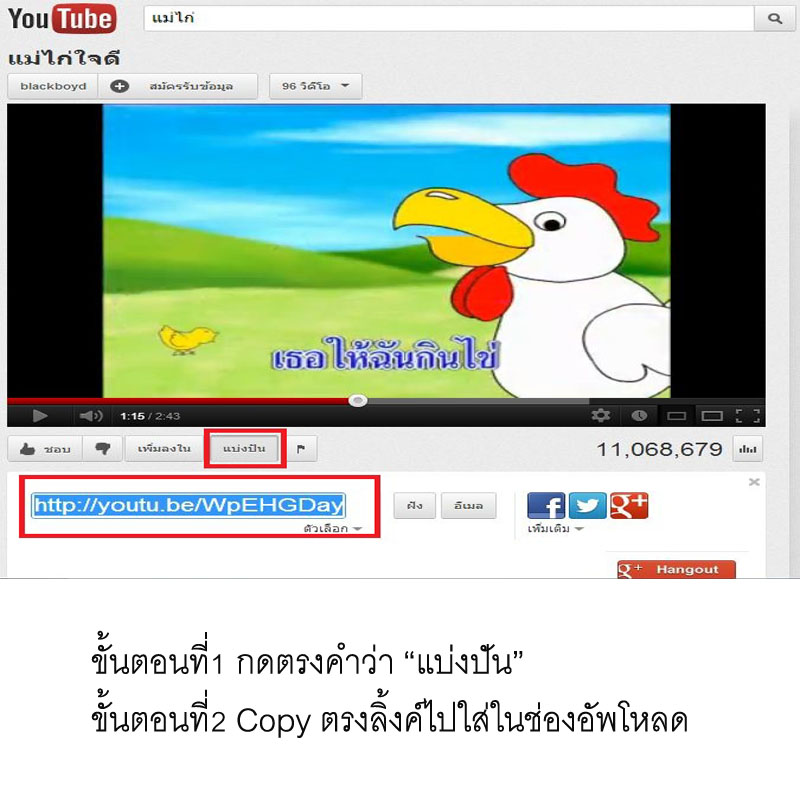 YouTube
แม่ไก่
แม่ไก่ใจดี
blackboyd
สมัครรับข้อมูล
96 วิดีโอ
เธอให้ฉันกินไข่
1:15 / 2:43
ชอบ
เพิ่มลงใน
แบ่งปัน
11,068,679
http://youtu.be/WpEHGDay
ฝัง
อีเมล
ตัวเลือก
เพิ่มเติม
g+ Hangout
ขั้นตอนที่1 กดตรงคำว่า “แบ่งปัน”
ขั้นตอนที่2 Copy ตรงลิ้งค์ไปใส่ในช่องอัพโหลด